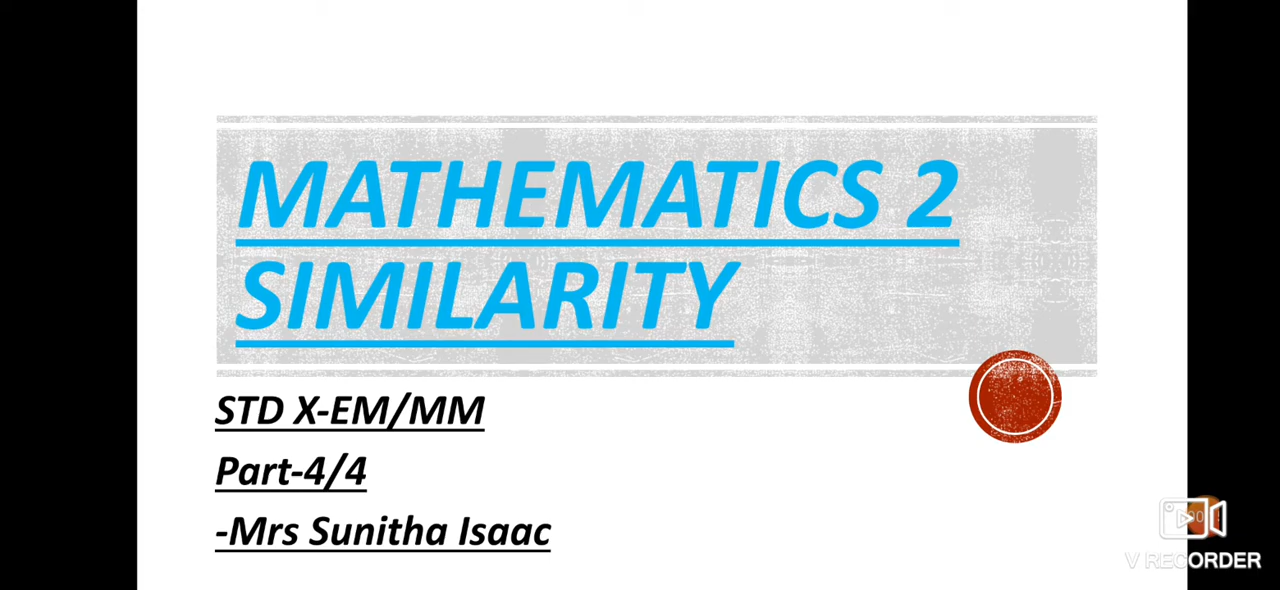 MATHEMATICS 2
SIMILARITY
STD X-EM/MM
Part-4/4
-Mrs Sunitha Isaac
V RECORDER